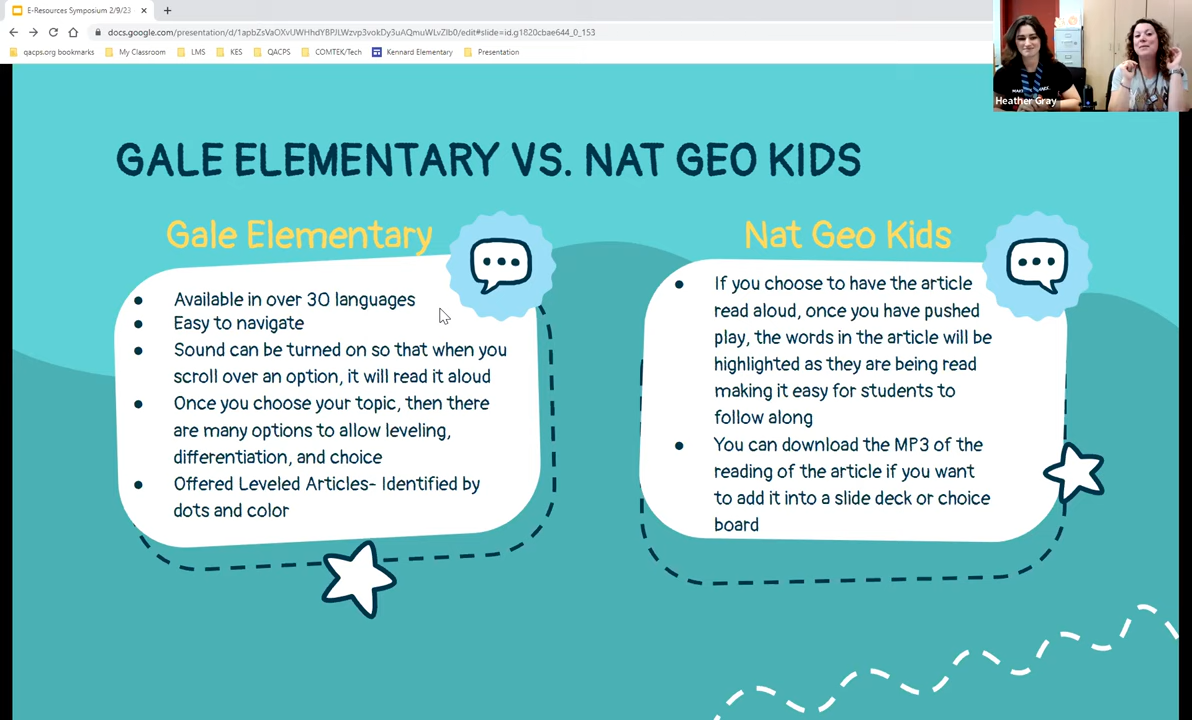 E-Resources Symposium 2/9/23
docs.google.com/presentation/d/1apbZsVaOXvUWHhdYBPJLWzvp3vokDy3uAQmuWLvZlb0/edit#slide=id.g1820cbae644_0_153
qacps.org bookmarks My Classroom LMS KES QACPS COMTEK/Tech Kennard Elementary Presentation
Heather Gray
GALE ELEMENTARY VS. NAT GEO KIDS
Gale Elementary
• Available in over 30 languages
• Easy to navigate
• Sound can be turned on so that when you
scroll over an option, it will read it aloud
• Once you choose your topic, then there
are many options to allow leveling,
differentiation, and choice
• Offered Leveled Articles- Identified by
dots and color
Nat Geo Kids
• If you choose to have the article
read aloud, once you have pushed
play, the words in the article will be
highlighted as they are being read
making it easy for students to
follow along
• You can download the MP3 of the
reading of the article if you want
to add it into a slide deck or choice
board